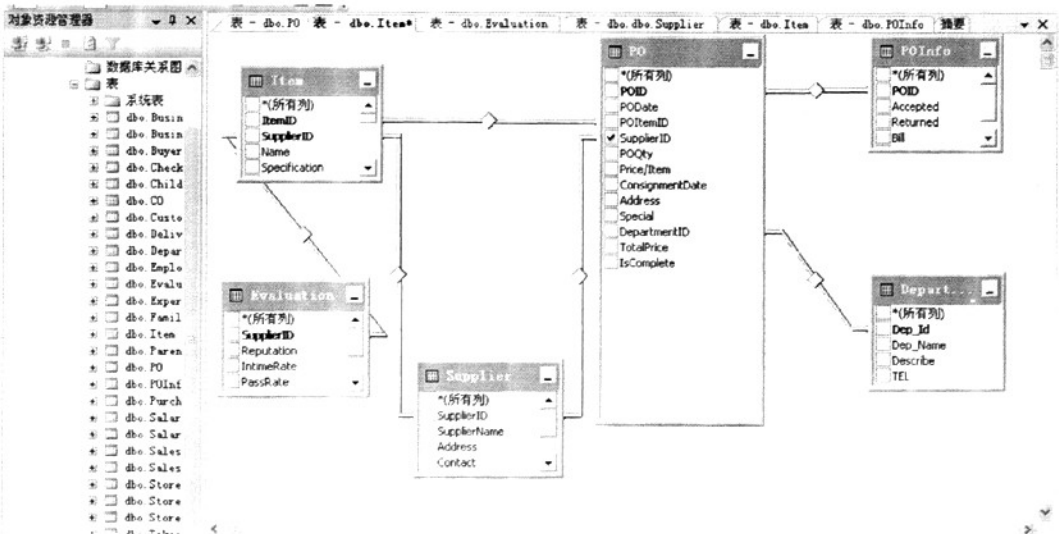 对象资源管理器
表 - dbo.PO 表 - dbo.Item* 表 - dbo.Evaluation 表 - dbo.dbo.Supplier 表 - dbo.Item 表 - dbo.POInfo 摘要
数据库关系图
表
系统表
dbo.Busin
dbo.Busin
dbo.Buyer
dbo.Check
dbo.Child
dbo.CO
dbo.Custo
dbo.Deliv
dbo.Depar
dbo.Emplo
dbo.Evalu
dbo.Exper
dbo.Famil
dbo.Item
dbo.Paren
dbo.PO
dbo.POInf
dbo.Purch
dbo.Salar
dbo.Salar
dbo.Sales
dbo.Sales
dbo.Store
dbo.Store
dbo.Store
Item
*(所有列)
ItemID
SupplierID
Name
Specification
Evaluation
*(所有列)
SupplierID
Reputation
IntimeRate
PassRate
Supplier
*(所有列)
SupplierID
SupplierName
Address
Contact
PO
*(所有列)
POID
PODate
POItemID
SupplierID
POQty
Price/Item
ConsignmentDate
Address
Special
DepartmentID
TotalPrice
IsComplete
POInfo
*(所有列)
POID
Accepted
Returned
Bill
Depart...
*(所有列)
Dep_Id
Dep_Name
Describe
TEL